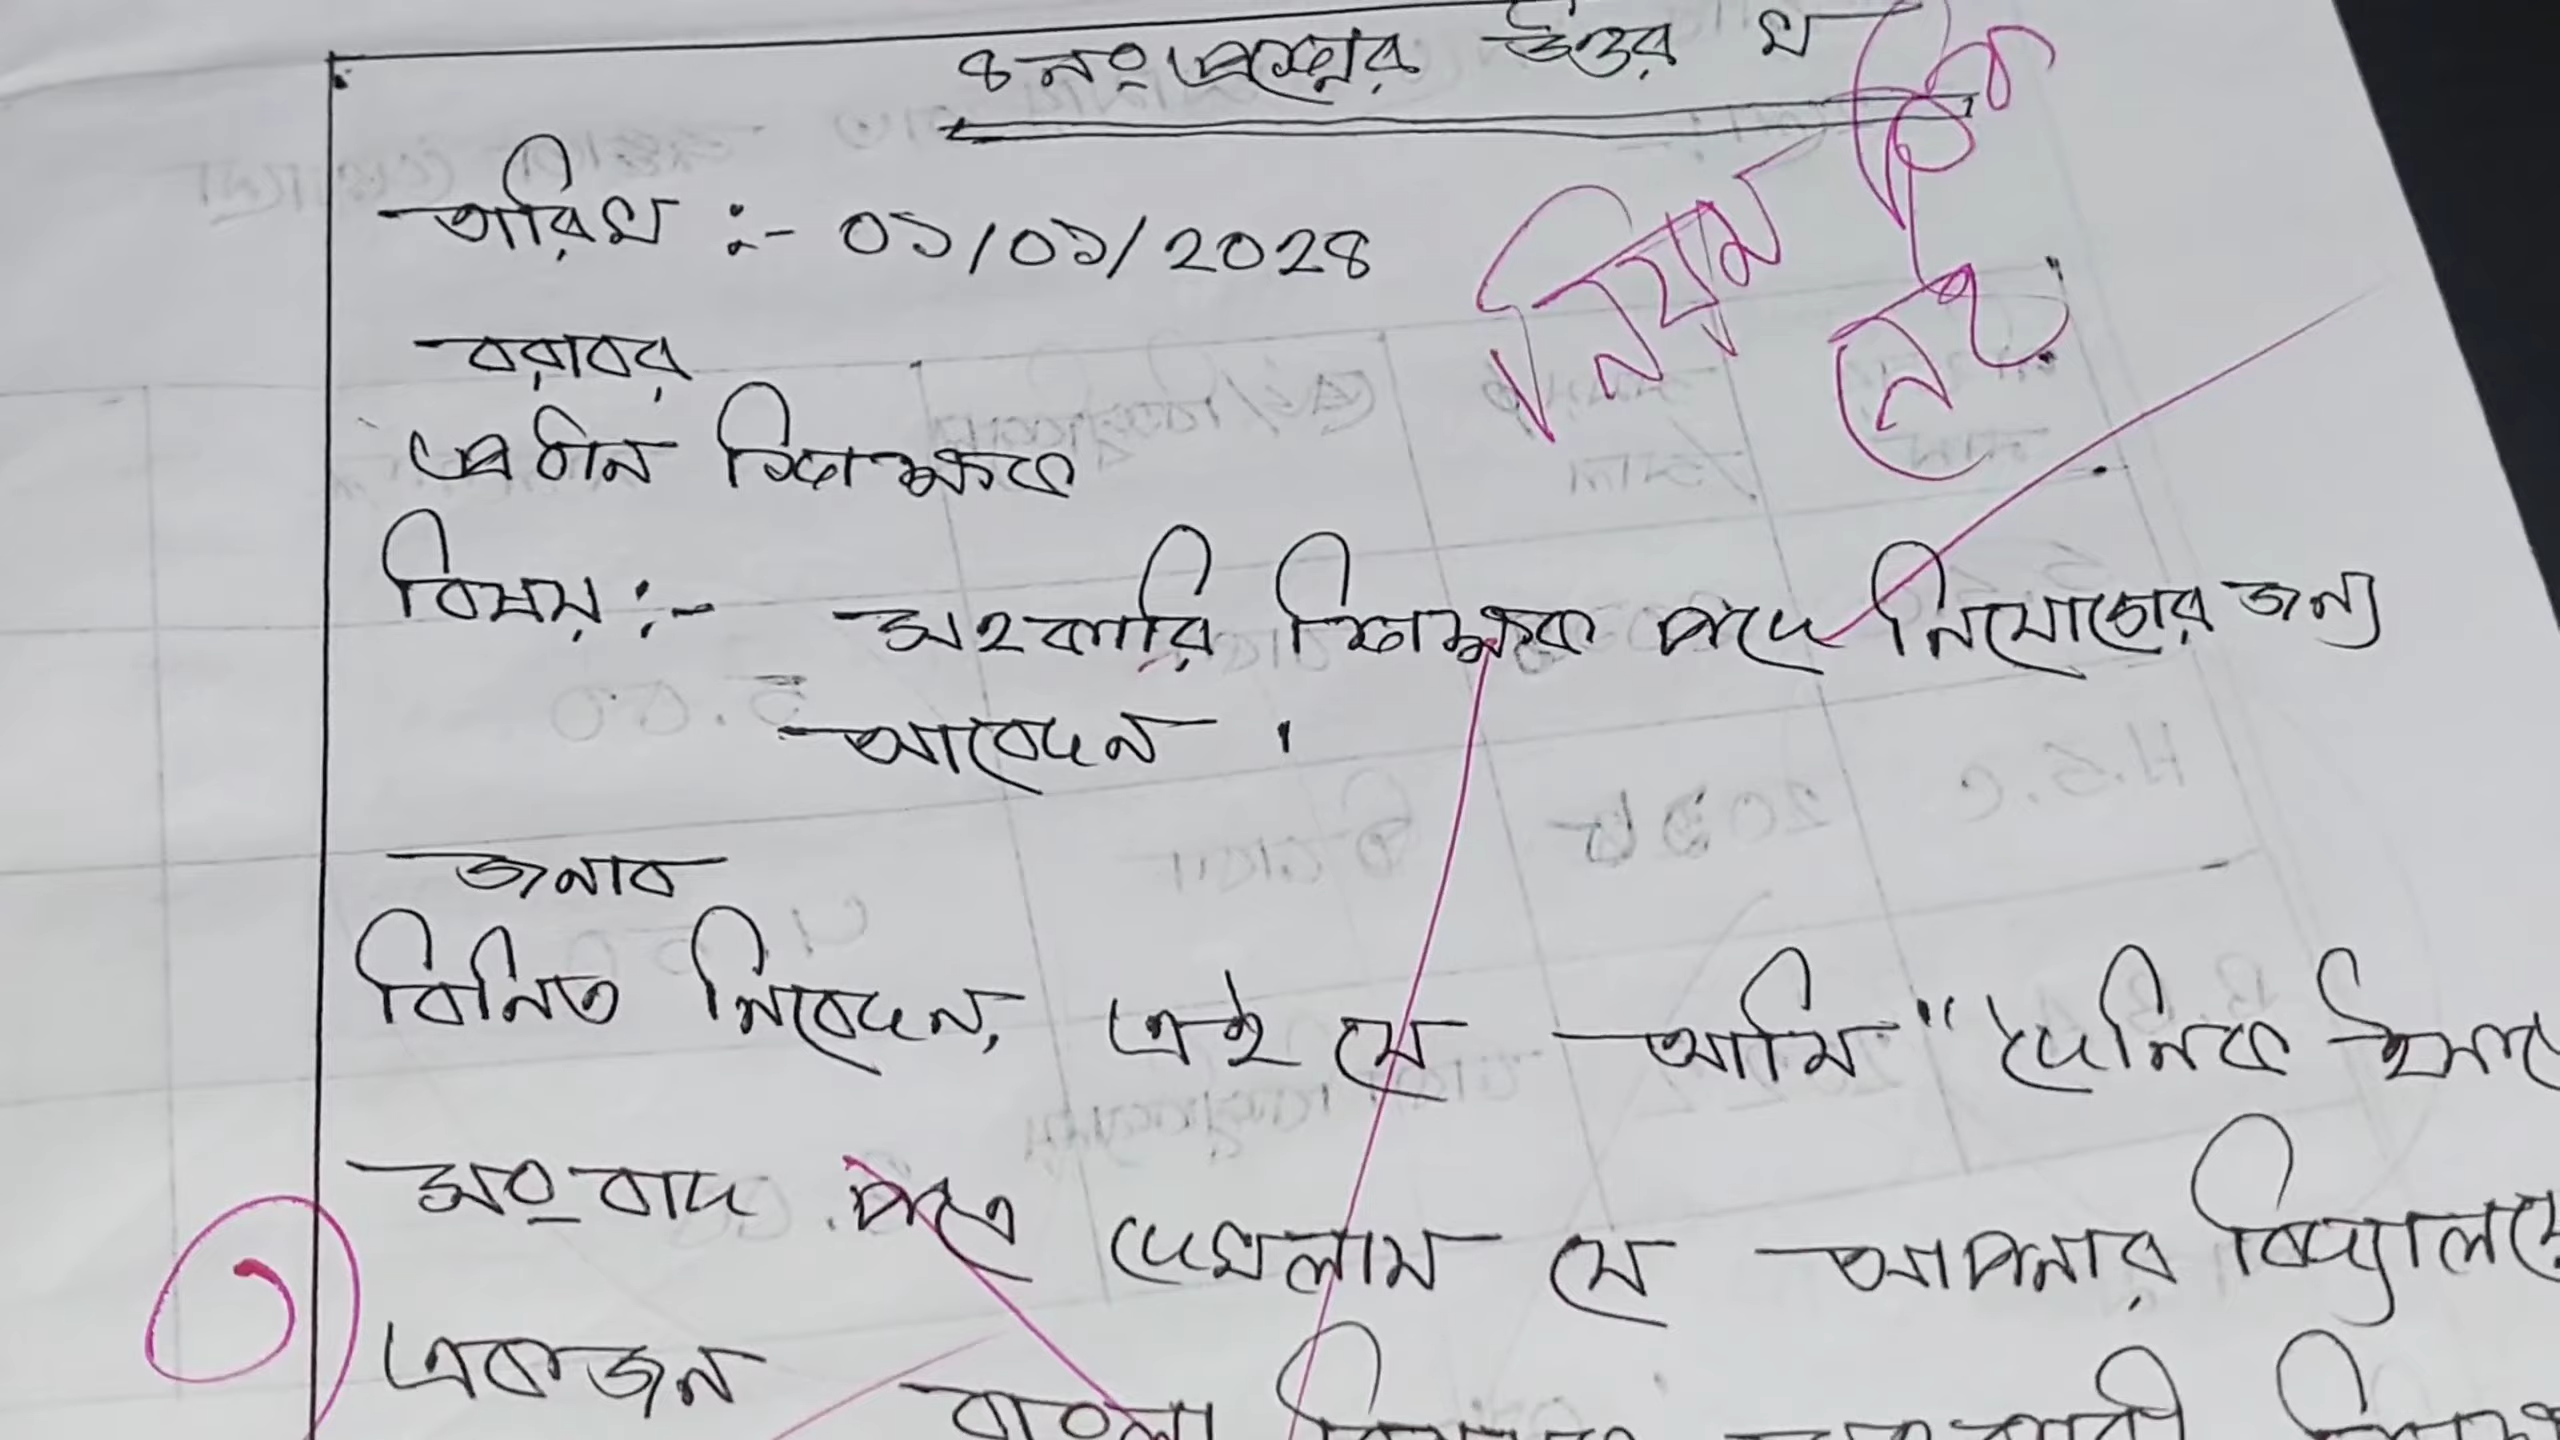 ৪নং প্রশ্নের উত্তর খ
তারিখ :- ০১/০১/২০২৪
নিয়ম ঠিক
নেই
বরাবর
প্রধান শিক্ষক
বিষয় :- সহকারি শিক্ষক পদে নিয়োগের জন্য
আবেদন ।
জনাব
বিনিত নিবেদন, এই যে আমি "দৈনিক
সংবাদ পত্রে দেখলাম যে আপনার বিদ্যালয়ে
একজন বাংলা